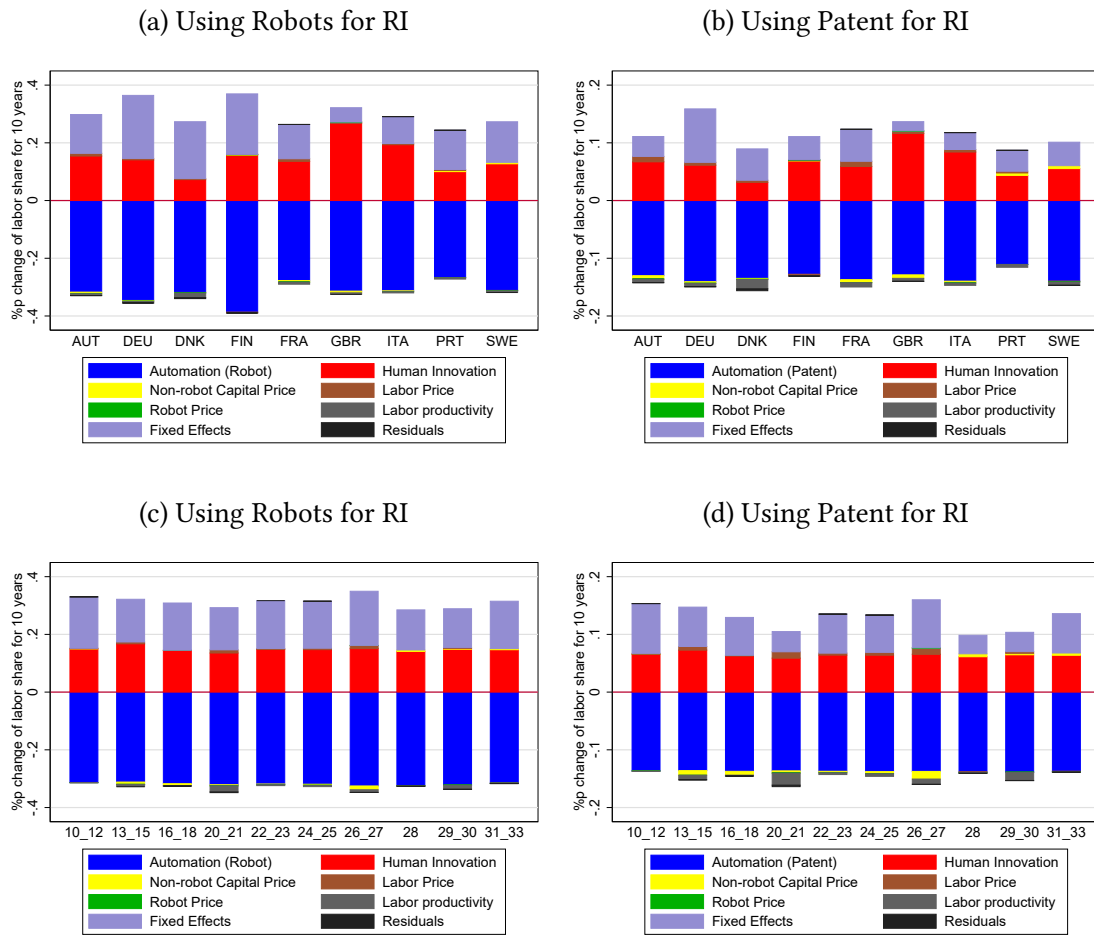 (a) Using Robots for RI
(b) Using Patent for RI
%p change of labor share for 10 years
.4
.2
0
-.2
-.4
AUT DEU DNK FIN FRA GBR ITA PRT SWE
Automation (Robot) Human Innovation
Non-robot Capital Price Labor Price
Robot Price Labor productivity
Fixed Effects Residuals
%p change of labor share for 10 years
.2
.1
0
-.1
-.2
AUT DEU DNK FIN FRA GBR ITA PRT SWE
Automation (Patent) Human Innovation
Non-robot Capital Price Labor Price
Robot Price Labor productivity
Fixed Effects Residuals
(c) Using Robots for RI
(d) Using Patent for RI
%p change of labor share for 10 years
.4
.2
0
-.2
-.4
10_12 13_15 16_18 20_21 22_23 24_25 26_27 28 29_30 31_33
Automation (Robot) Human Innovation
Non-robot Capital Price Labor Price
Robot Price Labor productivity
Fixed Effects Residuals
%p change of labor share for 10 years
.2
.1
0
-.1
-.2
10_12 13_15 16_18 20_21 22_23 24_25 26_27 28 29_30 31_33
Automation (Patent) Human Innovation
Non-robot Capital Price Labor Price
Robot Price Labor productivity
Fixed Effects Residuals